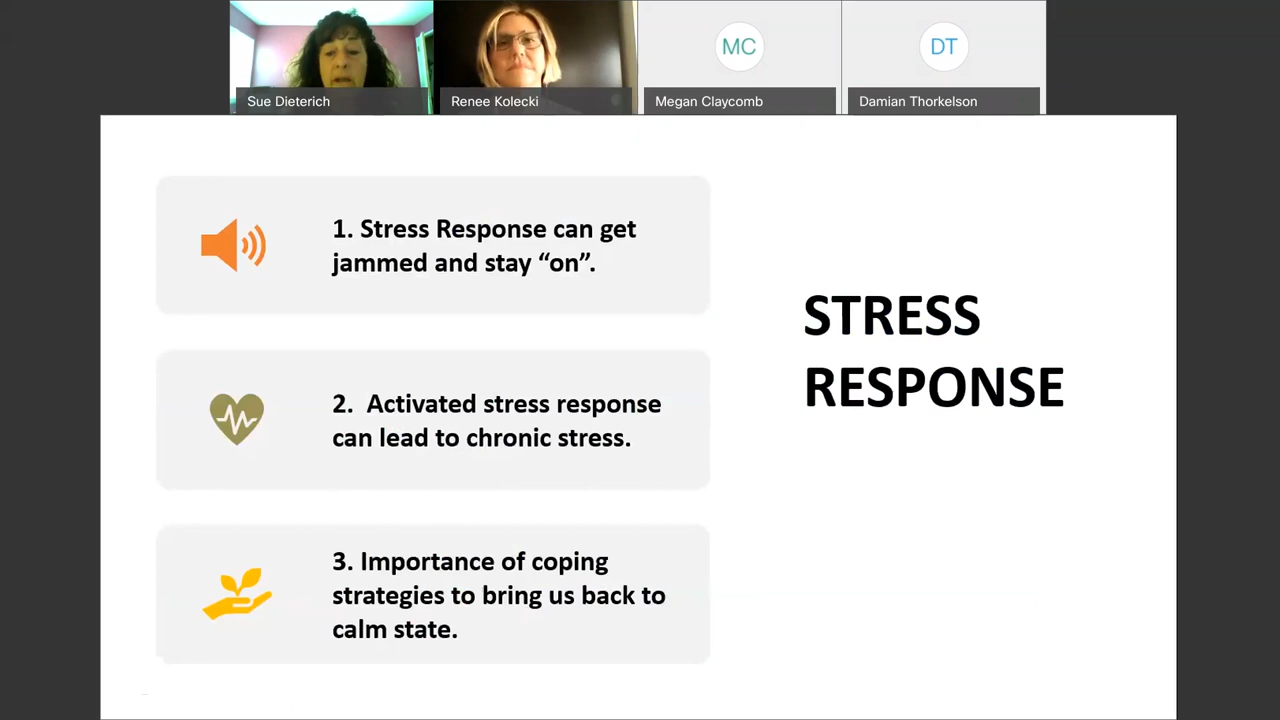 MC
DT
Sue Dieterich
Renee Kolecki
Megan Claycomb
Damian Thorkelson
1. Stress Response can get
jammed and stay “on”.
2.  Activated stress response
can lead to chronic stress.
3. Importance of coping
strategies to bring us back to
calm state.
STRESS
RESPONSE